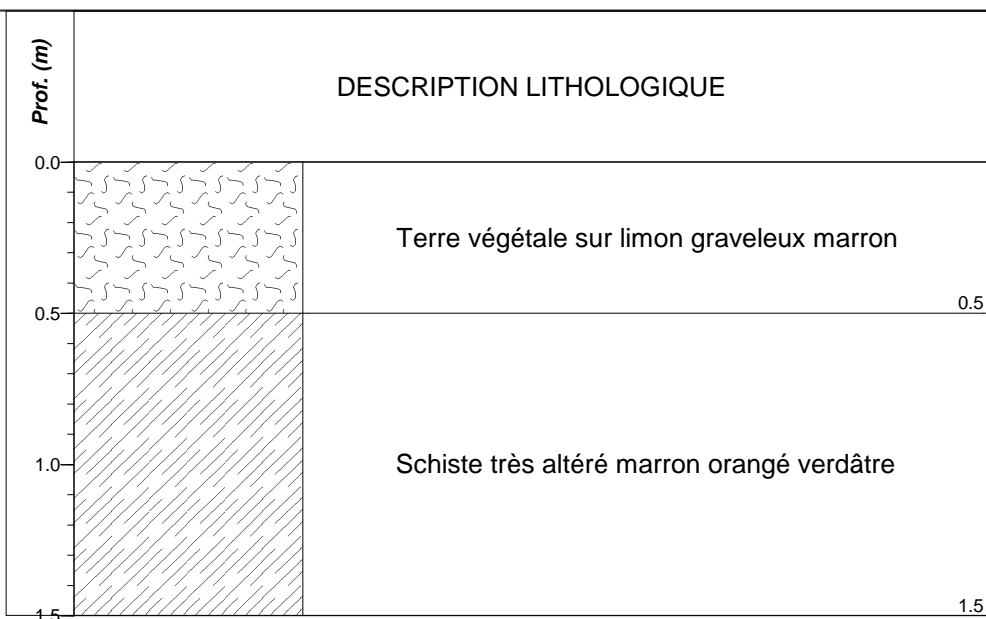 Prof. (m)
DESCRIPTION LITHOLOGIQUE
0.0
Terre végétale sur limon graveleux marron
0.5
0.5
1.0
Schiste très altéré marron orangé verdâtre
1.5
1.5